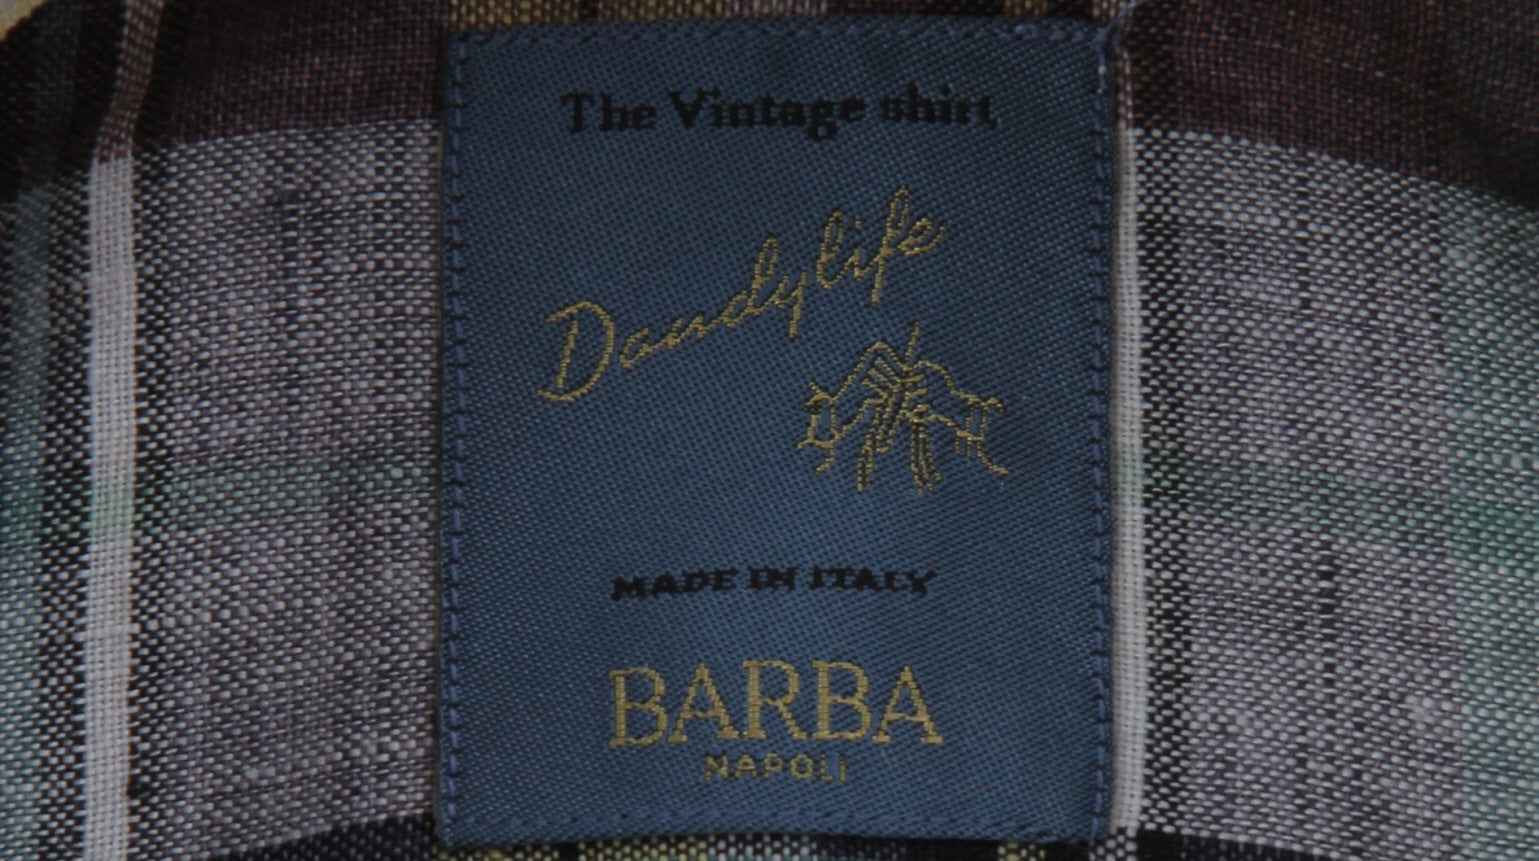 The Vintage shirt
Dandylife
MADE IN ITALY
BARBA
NAPOLI